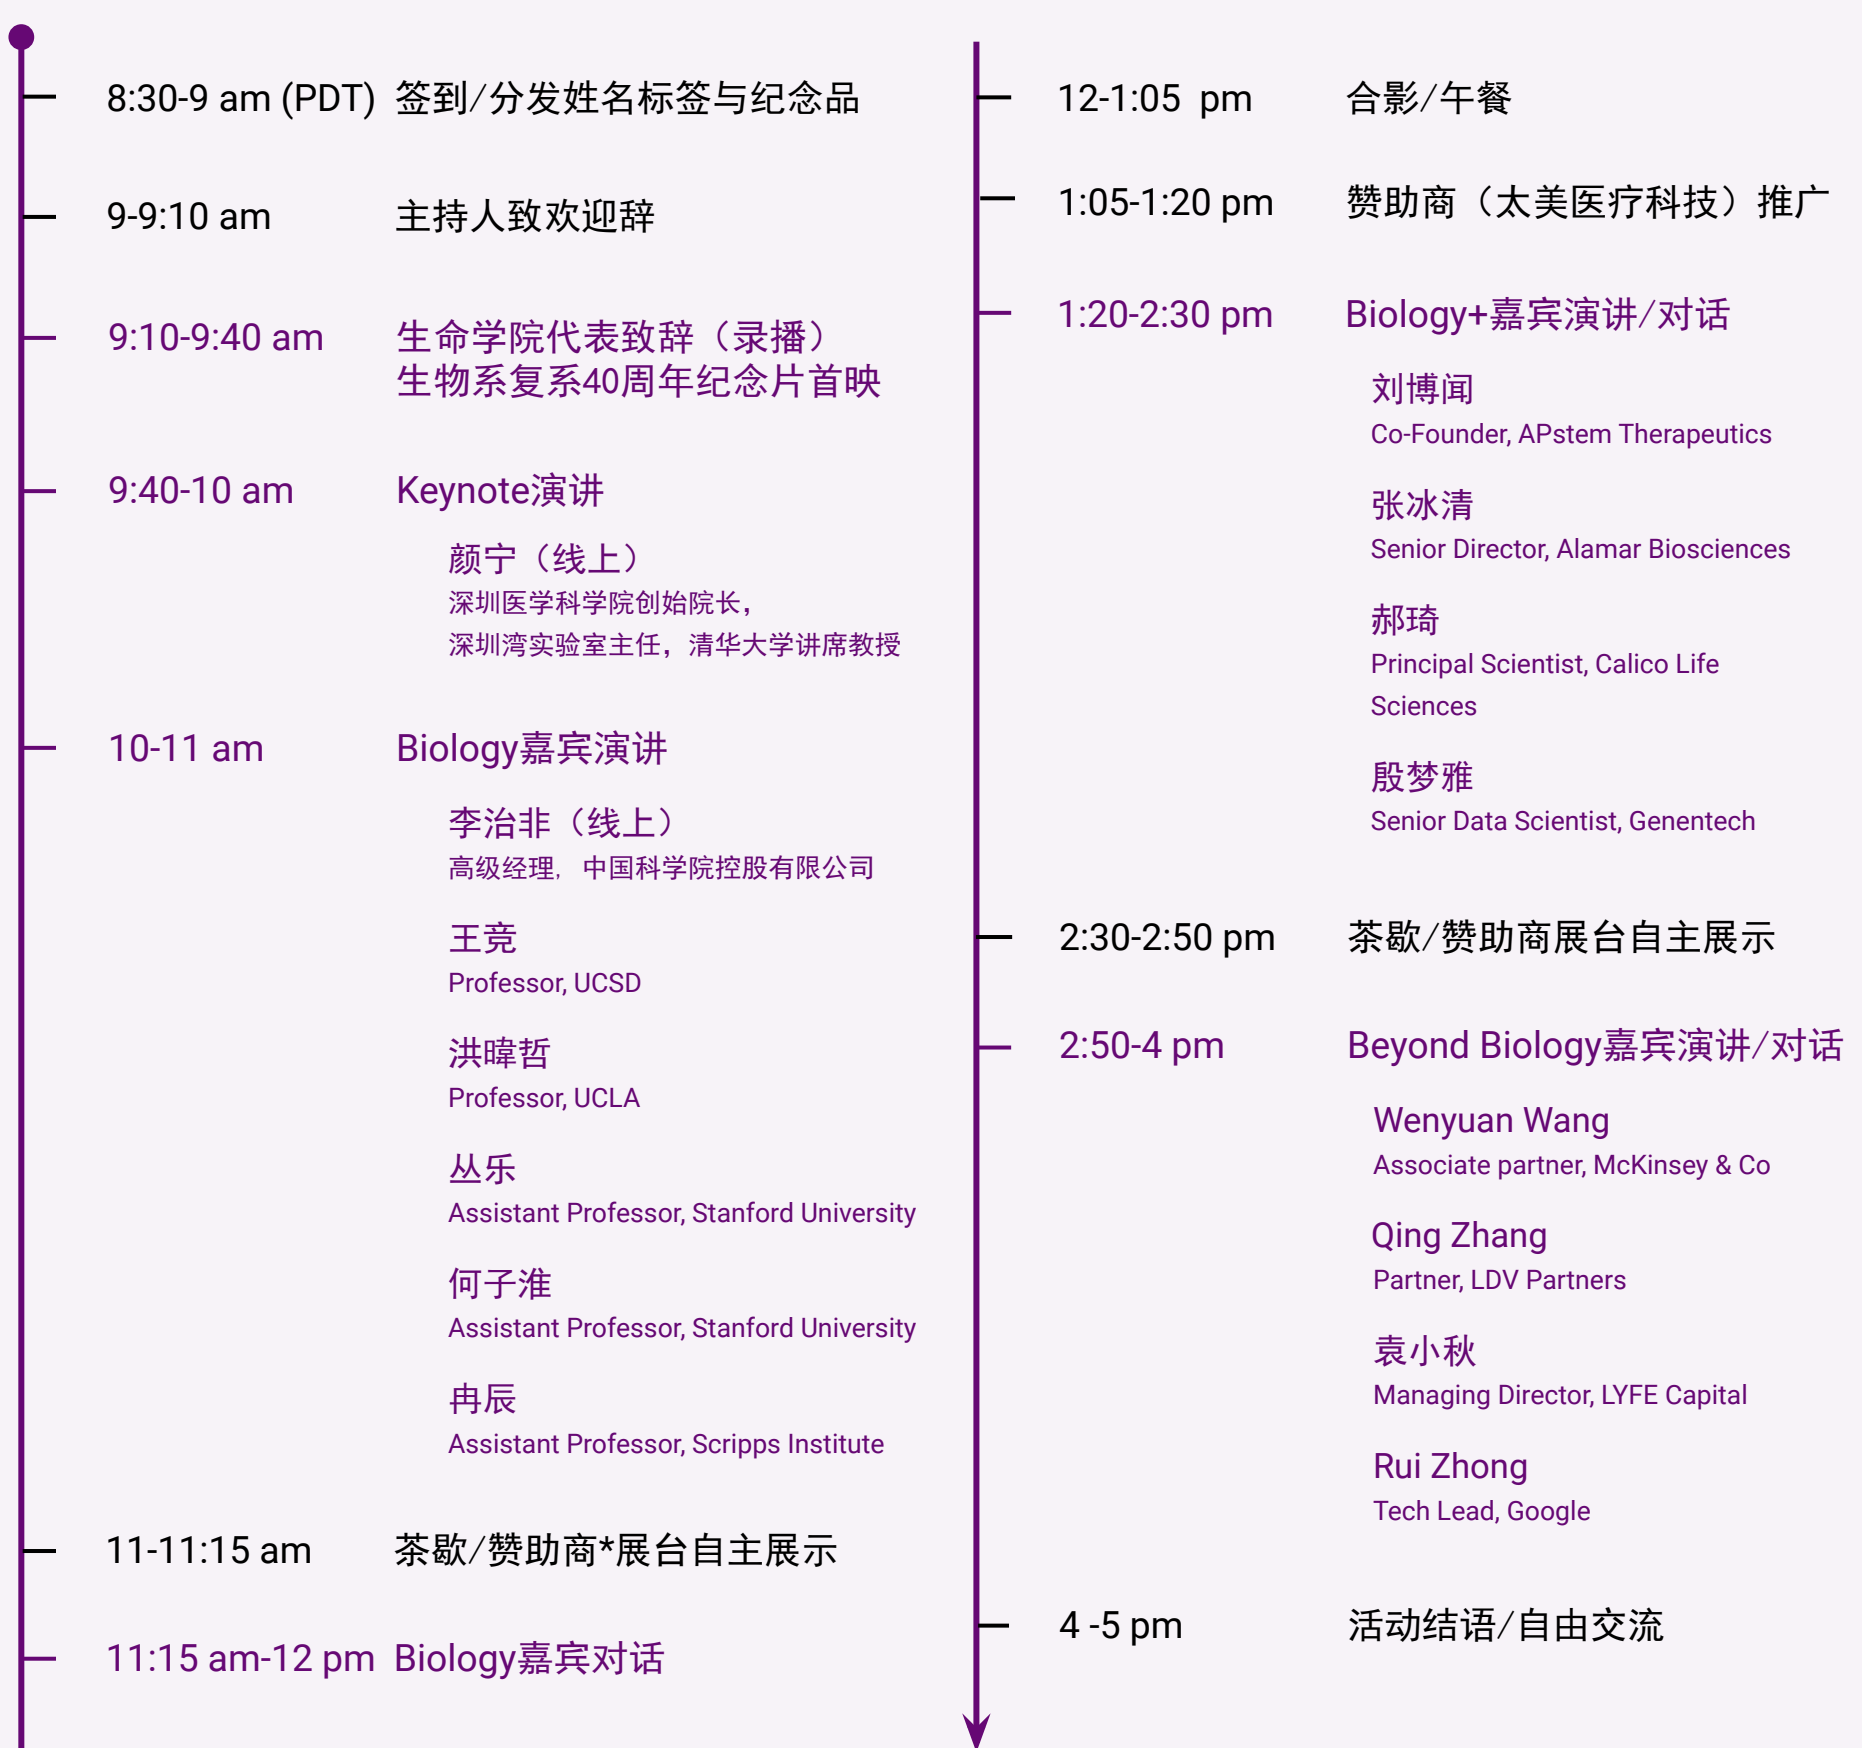 8:30-9 am (PDT) 签到/分发姓名标签与纪念品
9-9:10 am 主持人致欢迎辞
9:10-9:40 am 生命学院代表致辞（录播）
生物系复系40周年纪念片首映
9:40-10 am Keynote演讲
颜宁（线上）
深圳医学科学院创始院长，
深圳湾实验室主任，清华大学讲席教授
10-11 am Biology嘉宾演讲
李治非（线上）
高级经理, 中国科学院控股有限公司
王竞
Professor, UCSD
洪暐哲
Professor, UCLA
丛乐
Assistant Professor, Stanford University
何子淮
Assistant Professor, Stanford University
冉辰
Assistant Professor, Scripps Institute
11-11:15 am 茶歇/赞助商*展台自主展示
11:15 am-12 pm Biology嘉宾对话
12-1:05 pm 合影/午餐
1:05-1:20 pm 赞助商（太美医疗科技）推广
1:20-2:30 pm Biology+嘉宾演讲/对话
刘博闻
Co-Founder, APstem Therapeutics
张冰清
Senior Director, Alamar Biosciences
郝琦
Principal Scientist, Calico Life
Sciences
殷梦雅
Senior Data Scientist, Genentech
2:30-2:50 pm 茶歇/赞助商展台自主展示
2:50-4 pm Beyond Biology嘉宾演讲/对话
Wenyuan Wang
Associate partner, McKinsey & Co
Qing Zhang
Partner, LDV Partners
袁小秋
Managing Director, LYFE Capital
Rui Zhong
Tech Lead, Google
4 -5 pm 活动结语/自由交流